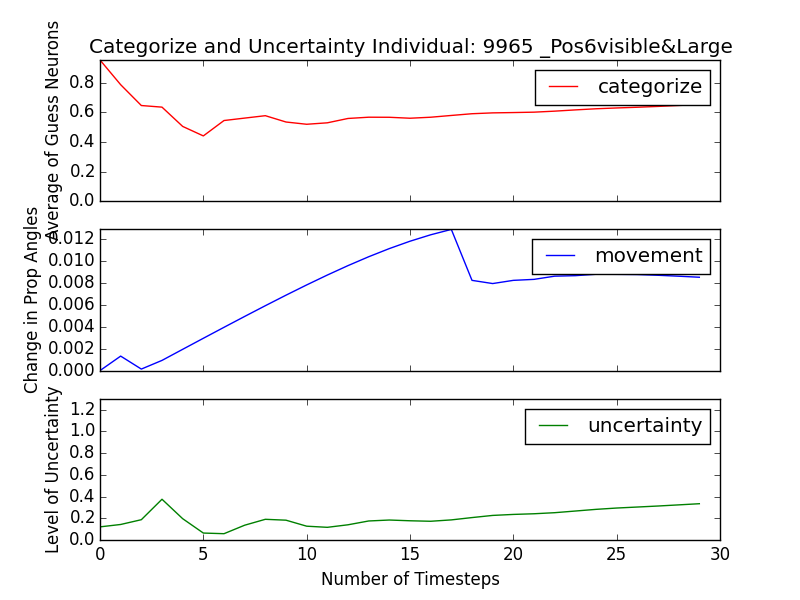 Categorize and Uncertainty Individual: 9965 _Pos6visible&Large
Average of Guess Neurons
0.8
0.6
0.4
0.2
0.0
categorize
Change in Prop Angles
0.012
0.010
0.008
0.006
0.004
0.002
0.000
movement
Level of Uncertainty
1.2
1.0
0.8
0.6
0.4
0.2
0.0
uncertainty
0 5 10 15 20 25 30
Number of Timesteps